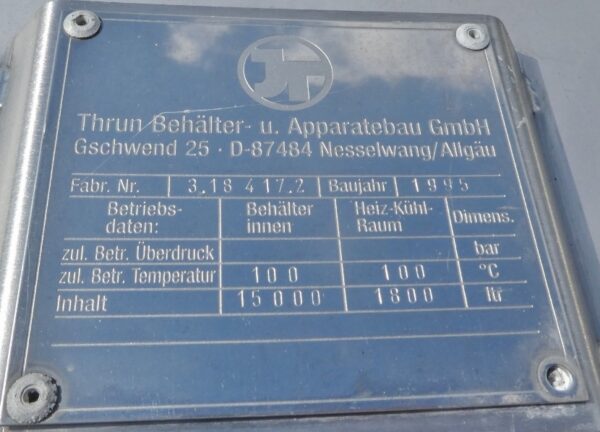 JT
Thrun Behälter- u. Apparatebau GmbH
Gschwend 25 · D-87484 Nesselwang/Allgäu
Fabr. Nr. 3.18 417.2 Baujahr 1995
Betriebs- Behälter Heiz-Kühl- Dimens.
daten: innen Raum
zul. Betr. Überdruck bar
zul. Betr. Temperatur 100 100 °C
Inhalt 15000 1800 ltr